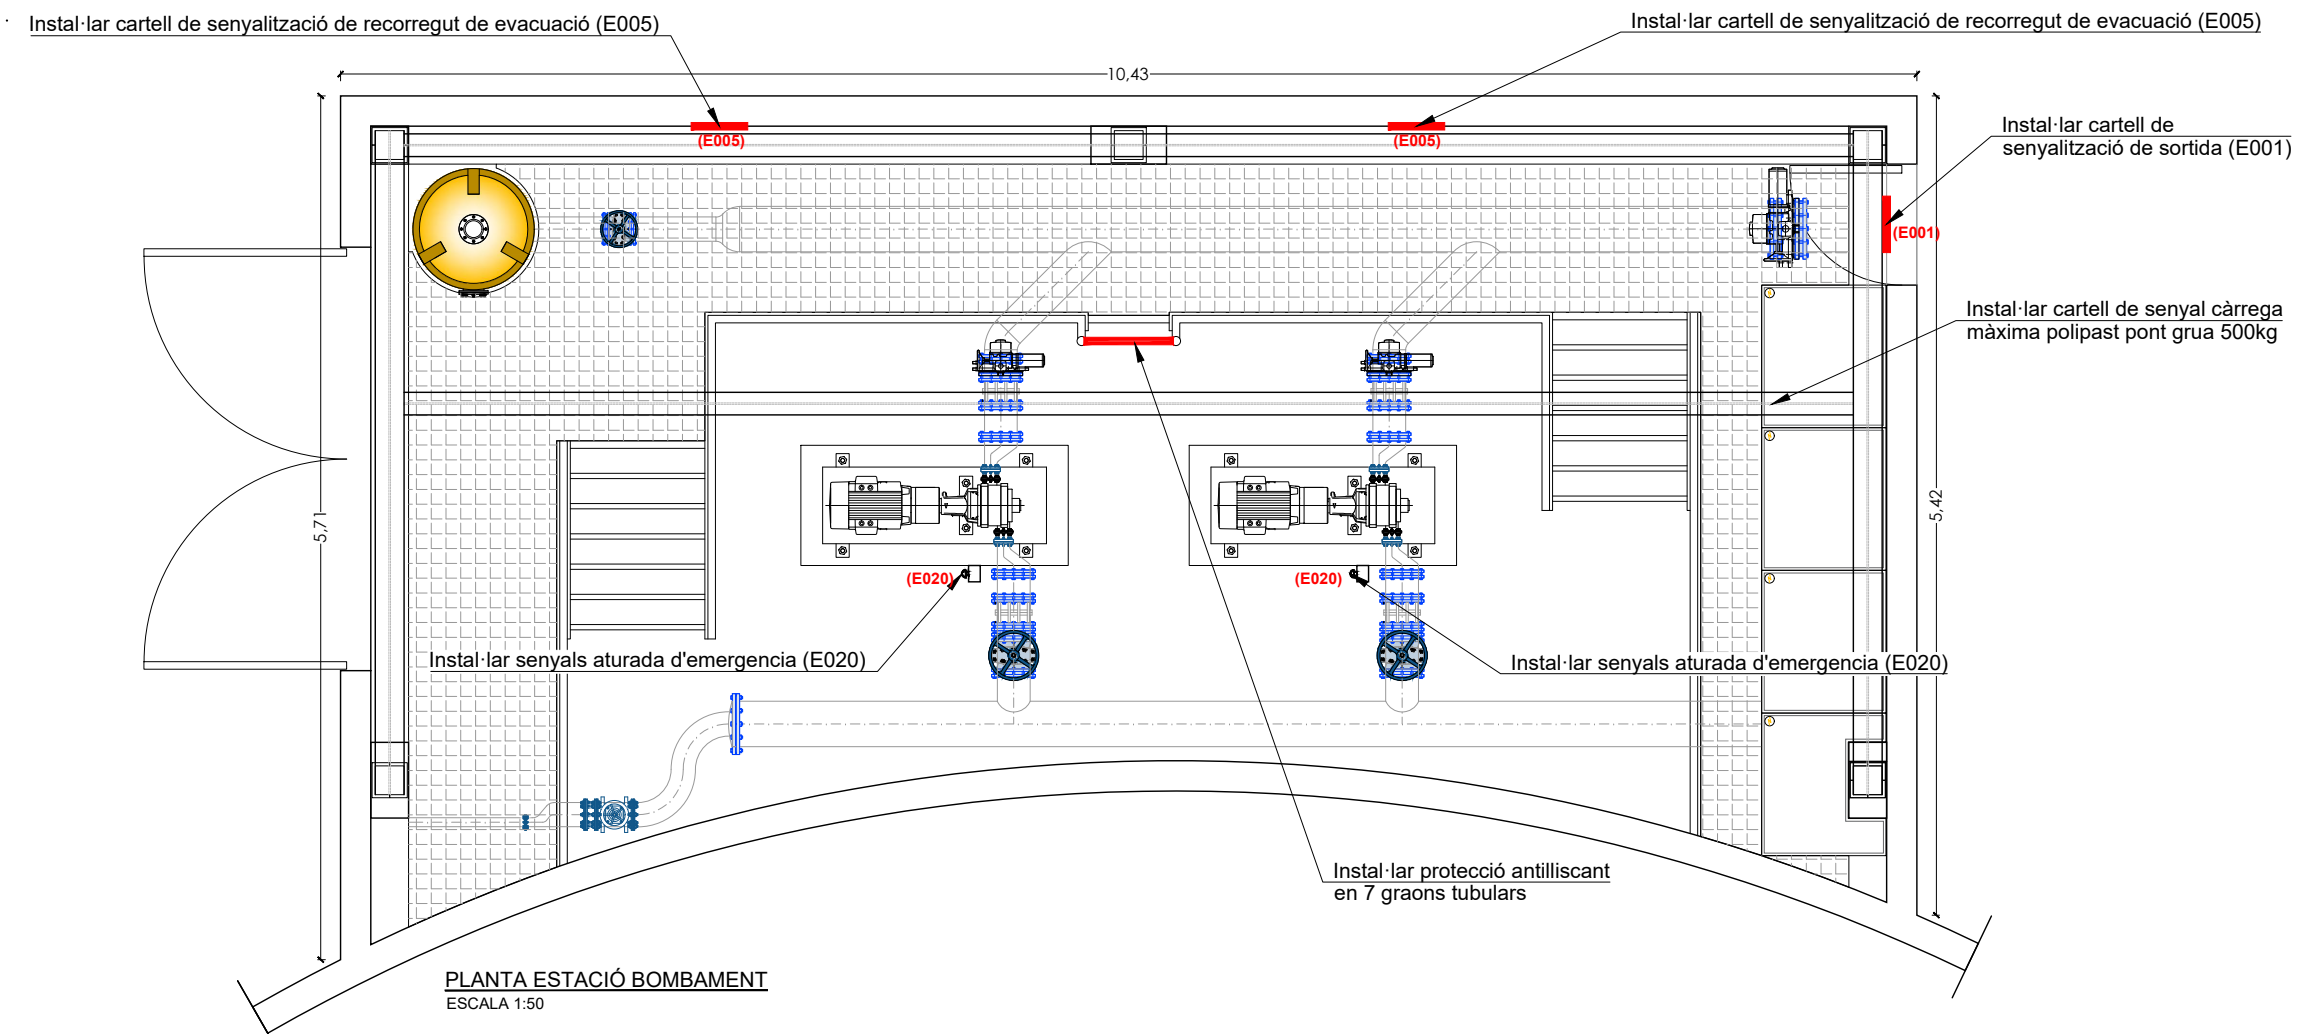 Instal·lar cartell de senyalització de recorregut de evacuació (E005)
Instal·lar cartell de senyalització de recorregut de evacuació (E005)
10,43
Instal·lar cartell de
senyalització de sortida (E001)
(E005)
(E005)
(E001)
Instal·lar cartell de senyal càrrega
màxima polipast pont grua 500kg
5,71
5,42
(E020)
(E020)
Instal·lar senyals aturada d'emergencia (E020)
Instal·lar senyals aturada d'emergencia (E020)
Instal·lar protecció antilliscant
en 7 graons tubulars
PLANTA ESTACIÓ BOMBAMENT
ESCALA 1:50